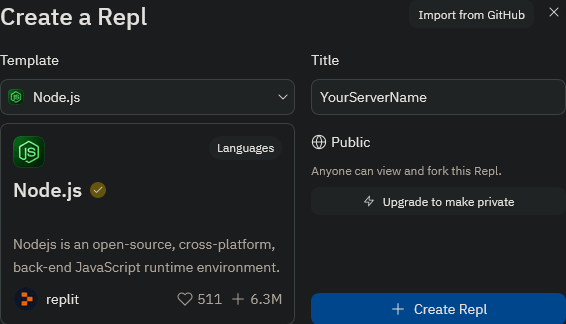 Create a Repl
Import from GitHub
Template
Node.js
JS
Languages
Node.js
Nodejs is an open-source, cross-platform,
back-end JavaScript runtime environment.
replit
511
6.3M
Title
YourServerName
Public
Anyone can view and fork this Repl.
Upgrade to make private
+ Create Repl